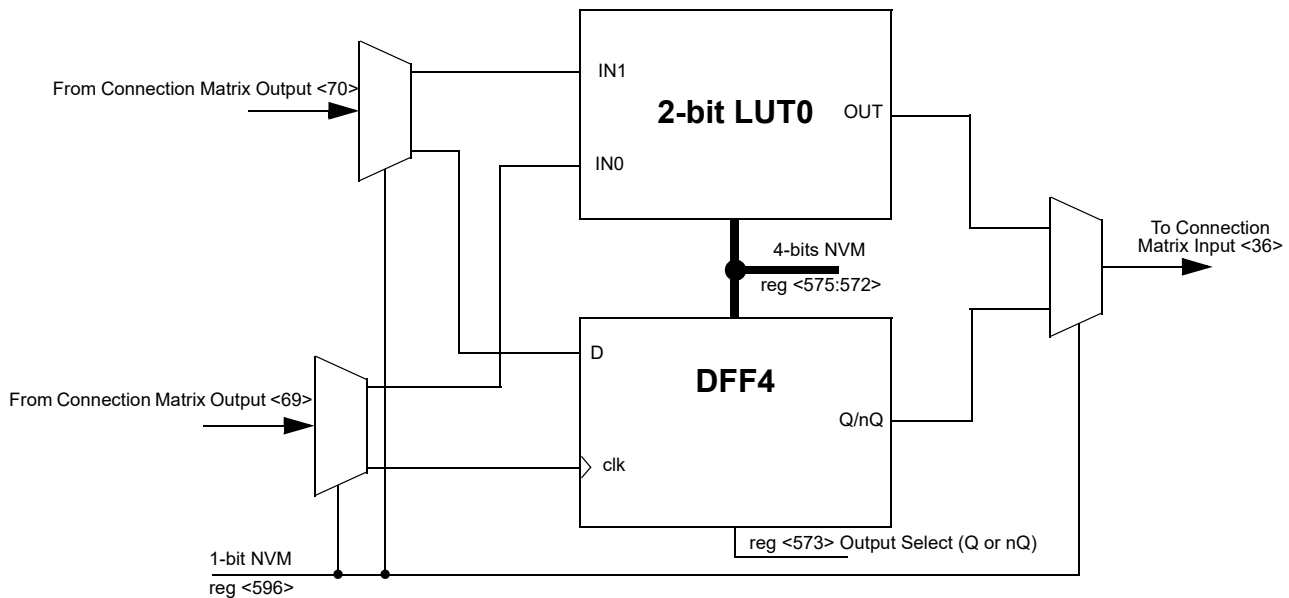 From Connection Matrix Output <70>
IN1
2-bit LUT0
OUT
IN0
To Connection
Matrix Input <36>
4-bits NVM
reg <575:572>
D
DFF4
From Connection Matrix Output <69>
Q/nQ
clk
reg <573> Output Select (Q or nQ)
1-bit NVM
reg <596>